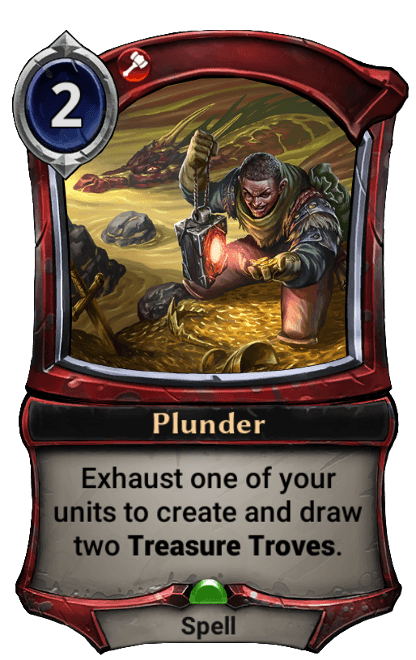 2
Plunder
Exhaust one of your
units to create and draw
two Treasure Troves.
Spell